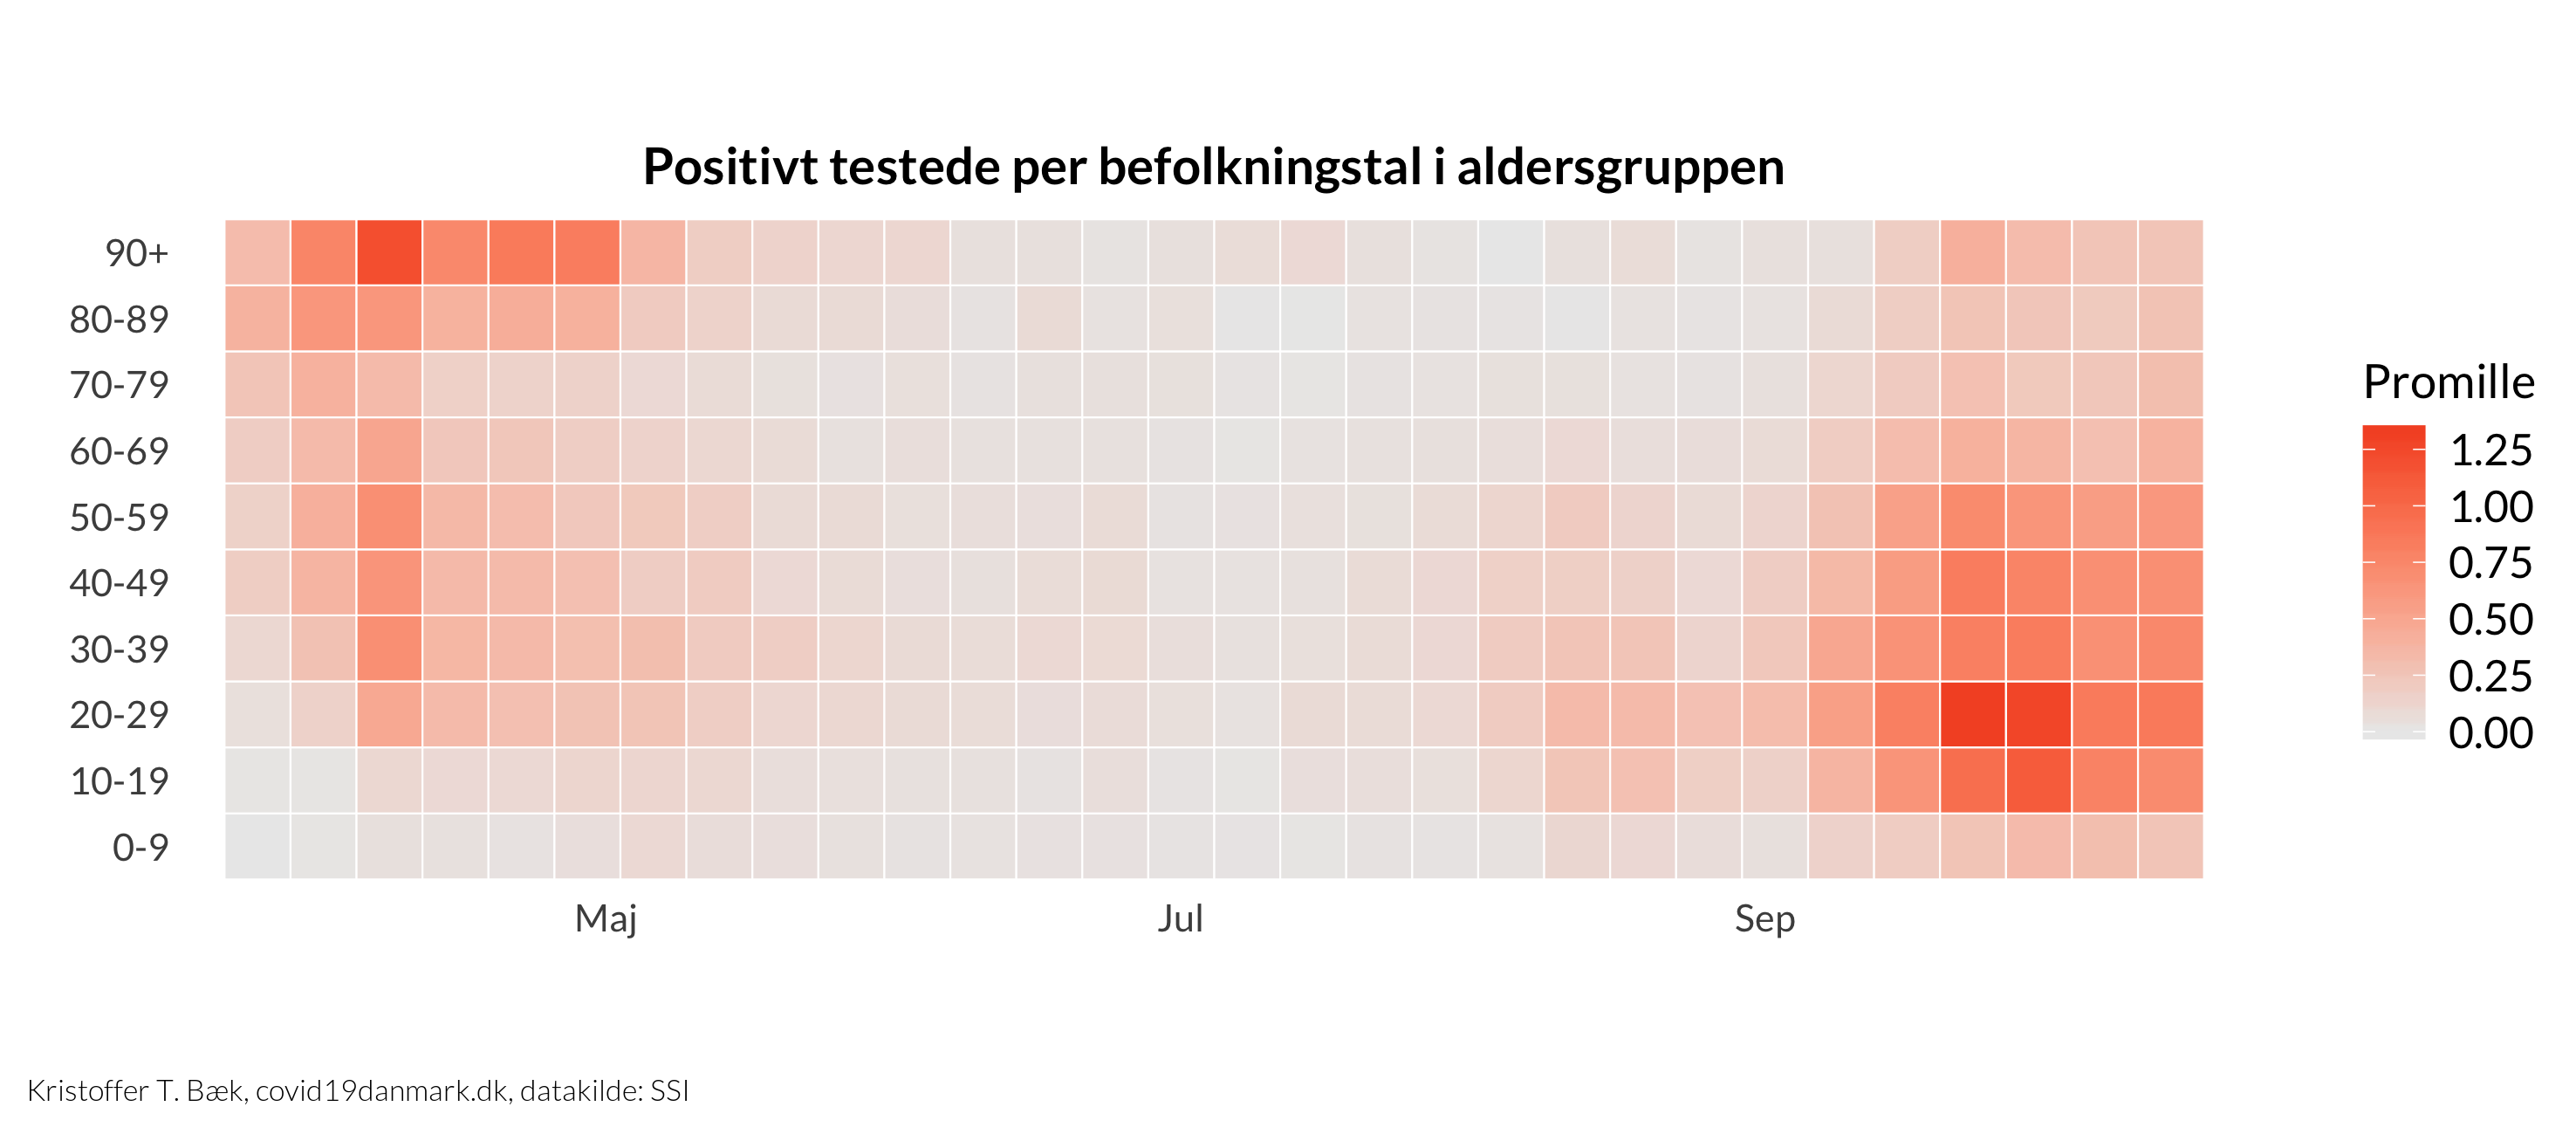 Positivt testede per befolkningstal i aldersgruppen
90+
80-89
70-79
60-69
50-59
40-49
30-39
20-29
10-19
0-9
Maj
Jul
Sep
Promille
1.25
1.00
0.75
0.50
0.25
0.00
Kristoffer T. Bæk, covid19danmark.dk, datakilde: SSI